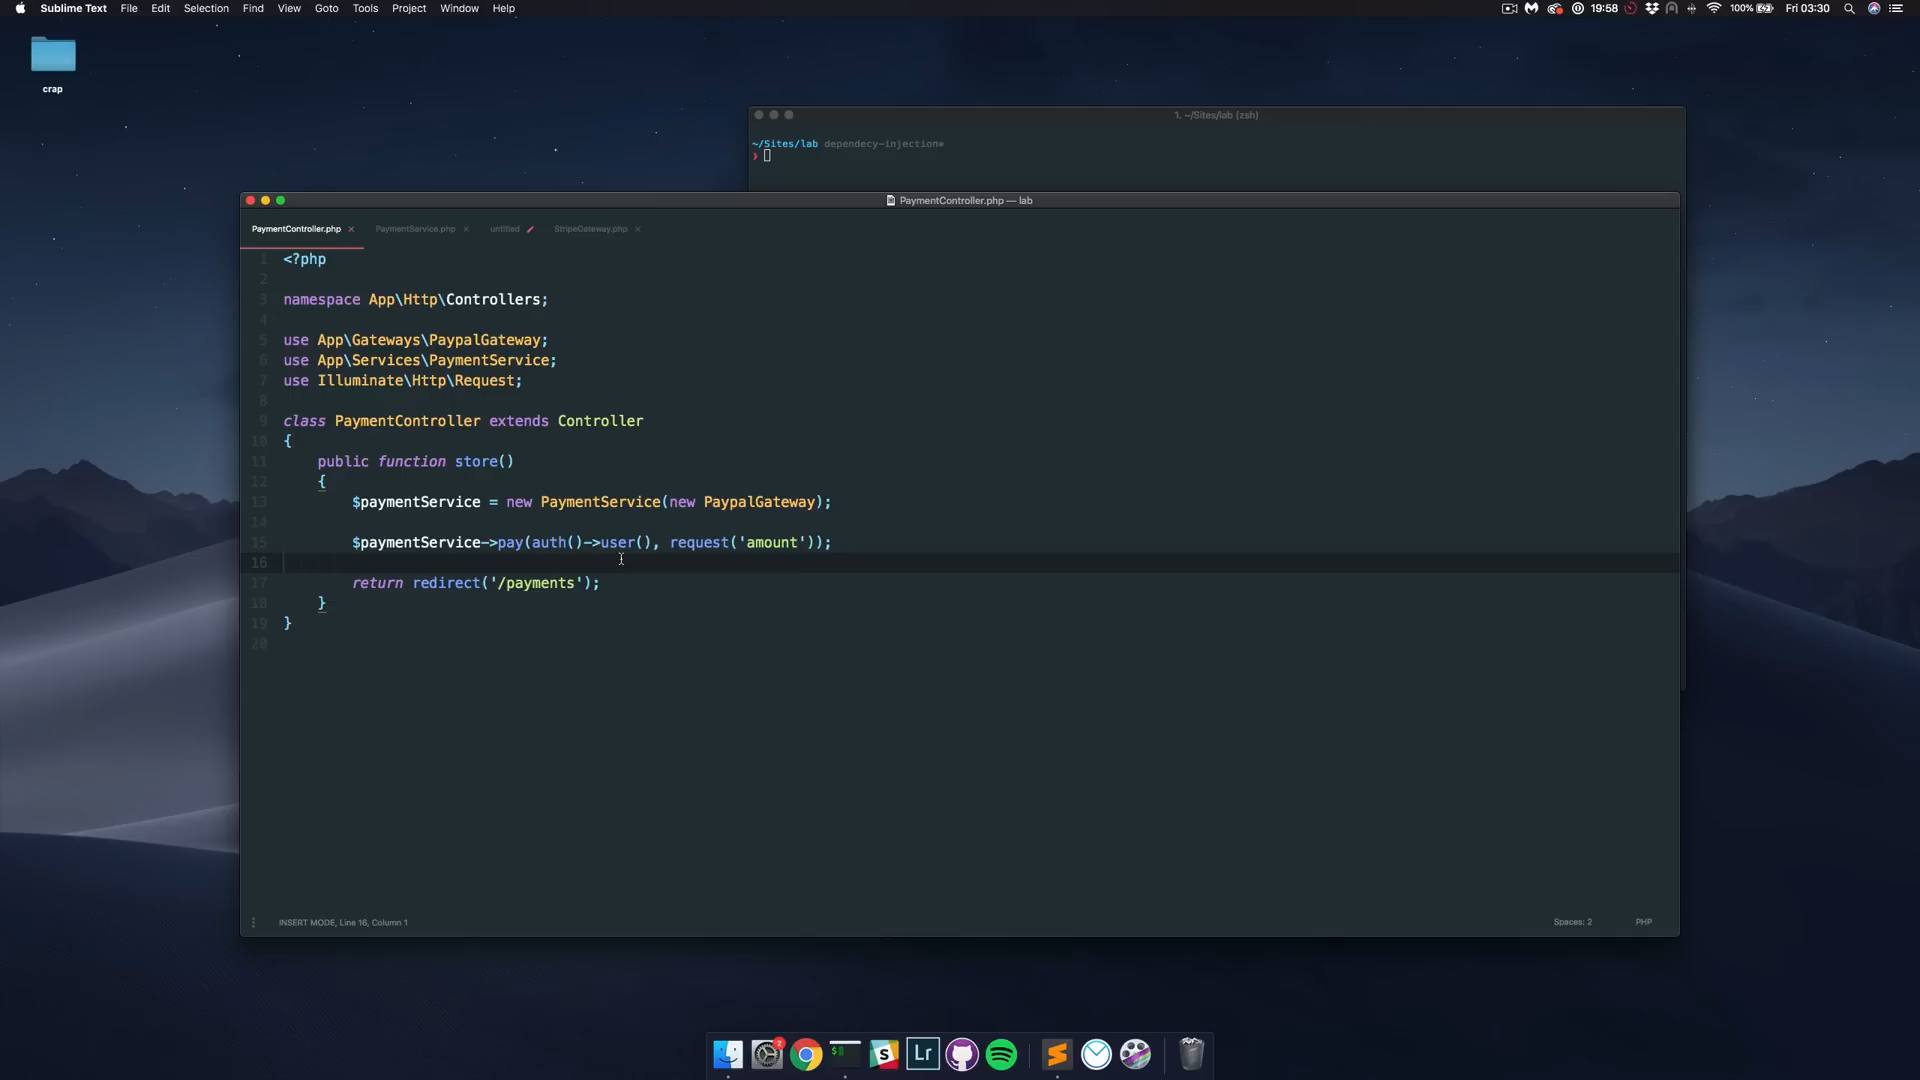 Sublime Text File Edit Selection Find View Goto Tools Project Window Help
19:58 100% Fri 03:30
crap
1. ~/Sites/lab (zsh)
~/Sites/lab dependecy-injection*
❯
PaymentController.php — lab
PaymentController.php × PaymentService.php × untitled StripeGateway.php ×
1 <?php
2
3 namespace App\Http\Controllers;
4
5 use App\Gateways\PaypalGateway;
6 use App\Services\PaymentService;
7 use Illuminate\Http\Request;
8
9 class PaymentController extends Controller
10 {
11 public function store()
12 {
13 $paymentService = new PaymentService(new PaypalGateway);
14
15 $paymentService->pay(auth()->user(), request('amount'));
16
17 return redirect('/payments');
18 }
19 }
20
INSERT MODE, Line 16, Column 1 Spaces: 2 PHP
2 $ S Lr